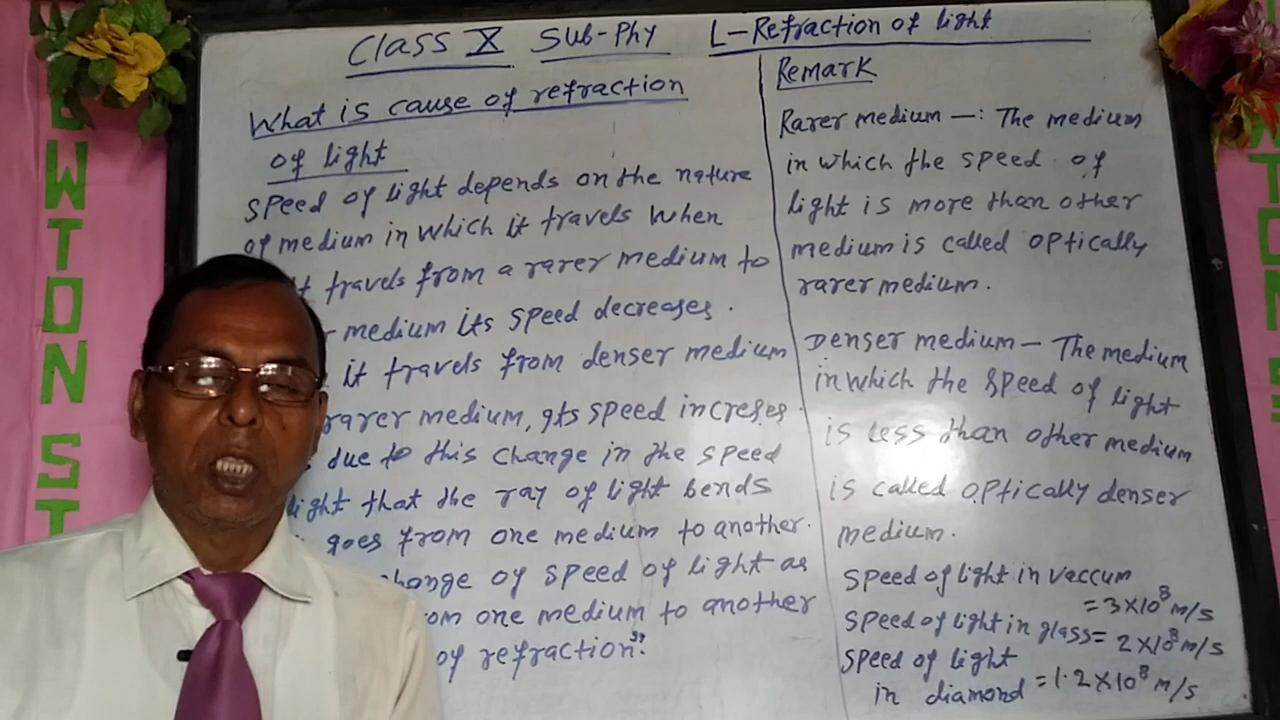 Class X Sub-Phy L-Refraction of light
What is cause of refraction
of light
Speed of light depends on the nature
of medium in which it travels when
travels from a rarer medium to
medium its speed decreases.
it travels from denser medium
rarer medium, gts speed increses.
due to this change in the speed
light that the ray of light bends
goes from one medium to another.
change of speed of light as
from one medium to another
of refraction"
Remark
Rarer medium —: The medium
in which the speed of
light is more than other
medium is called optically
rarer medium.
Denser medium — The medium
in which the speed of light
is less than other medium
is called optically denser
medium.
Speed of light in vaccum
= 3×10⁸ m/s
Speed of light in glass = 2×10⁸ m/s
Speed of light
in diamond = 1.2×10⁸ m/s
WTON ST